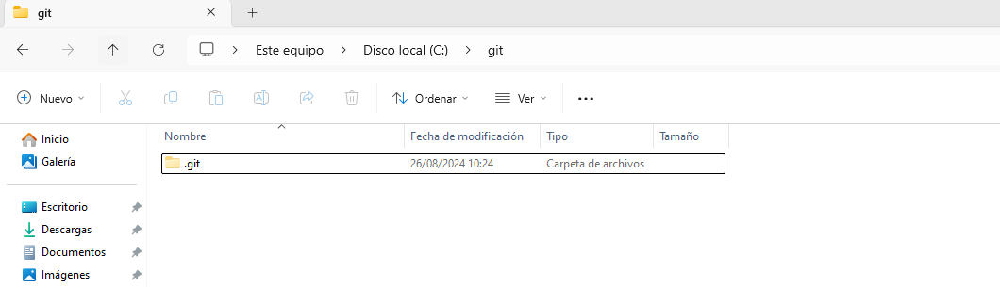 git
Este equipo Disco local (C:) git
Nuevo Ordenar Ver
Inicio
Galería
Escritorio
Descargas
Documentos
Imágenes
Nombre Fecha de modificación Tipo Tamaño
.git 26/08/2024 10:24 Carpeta de archivos